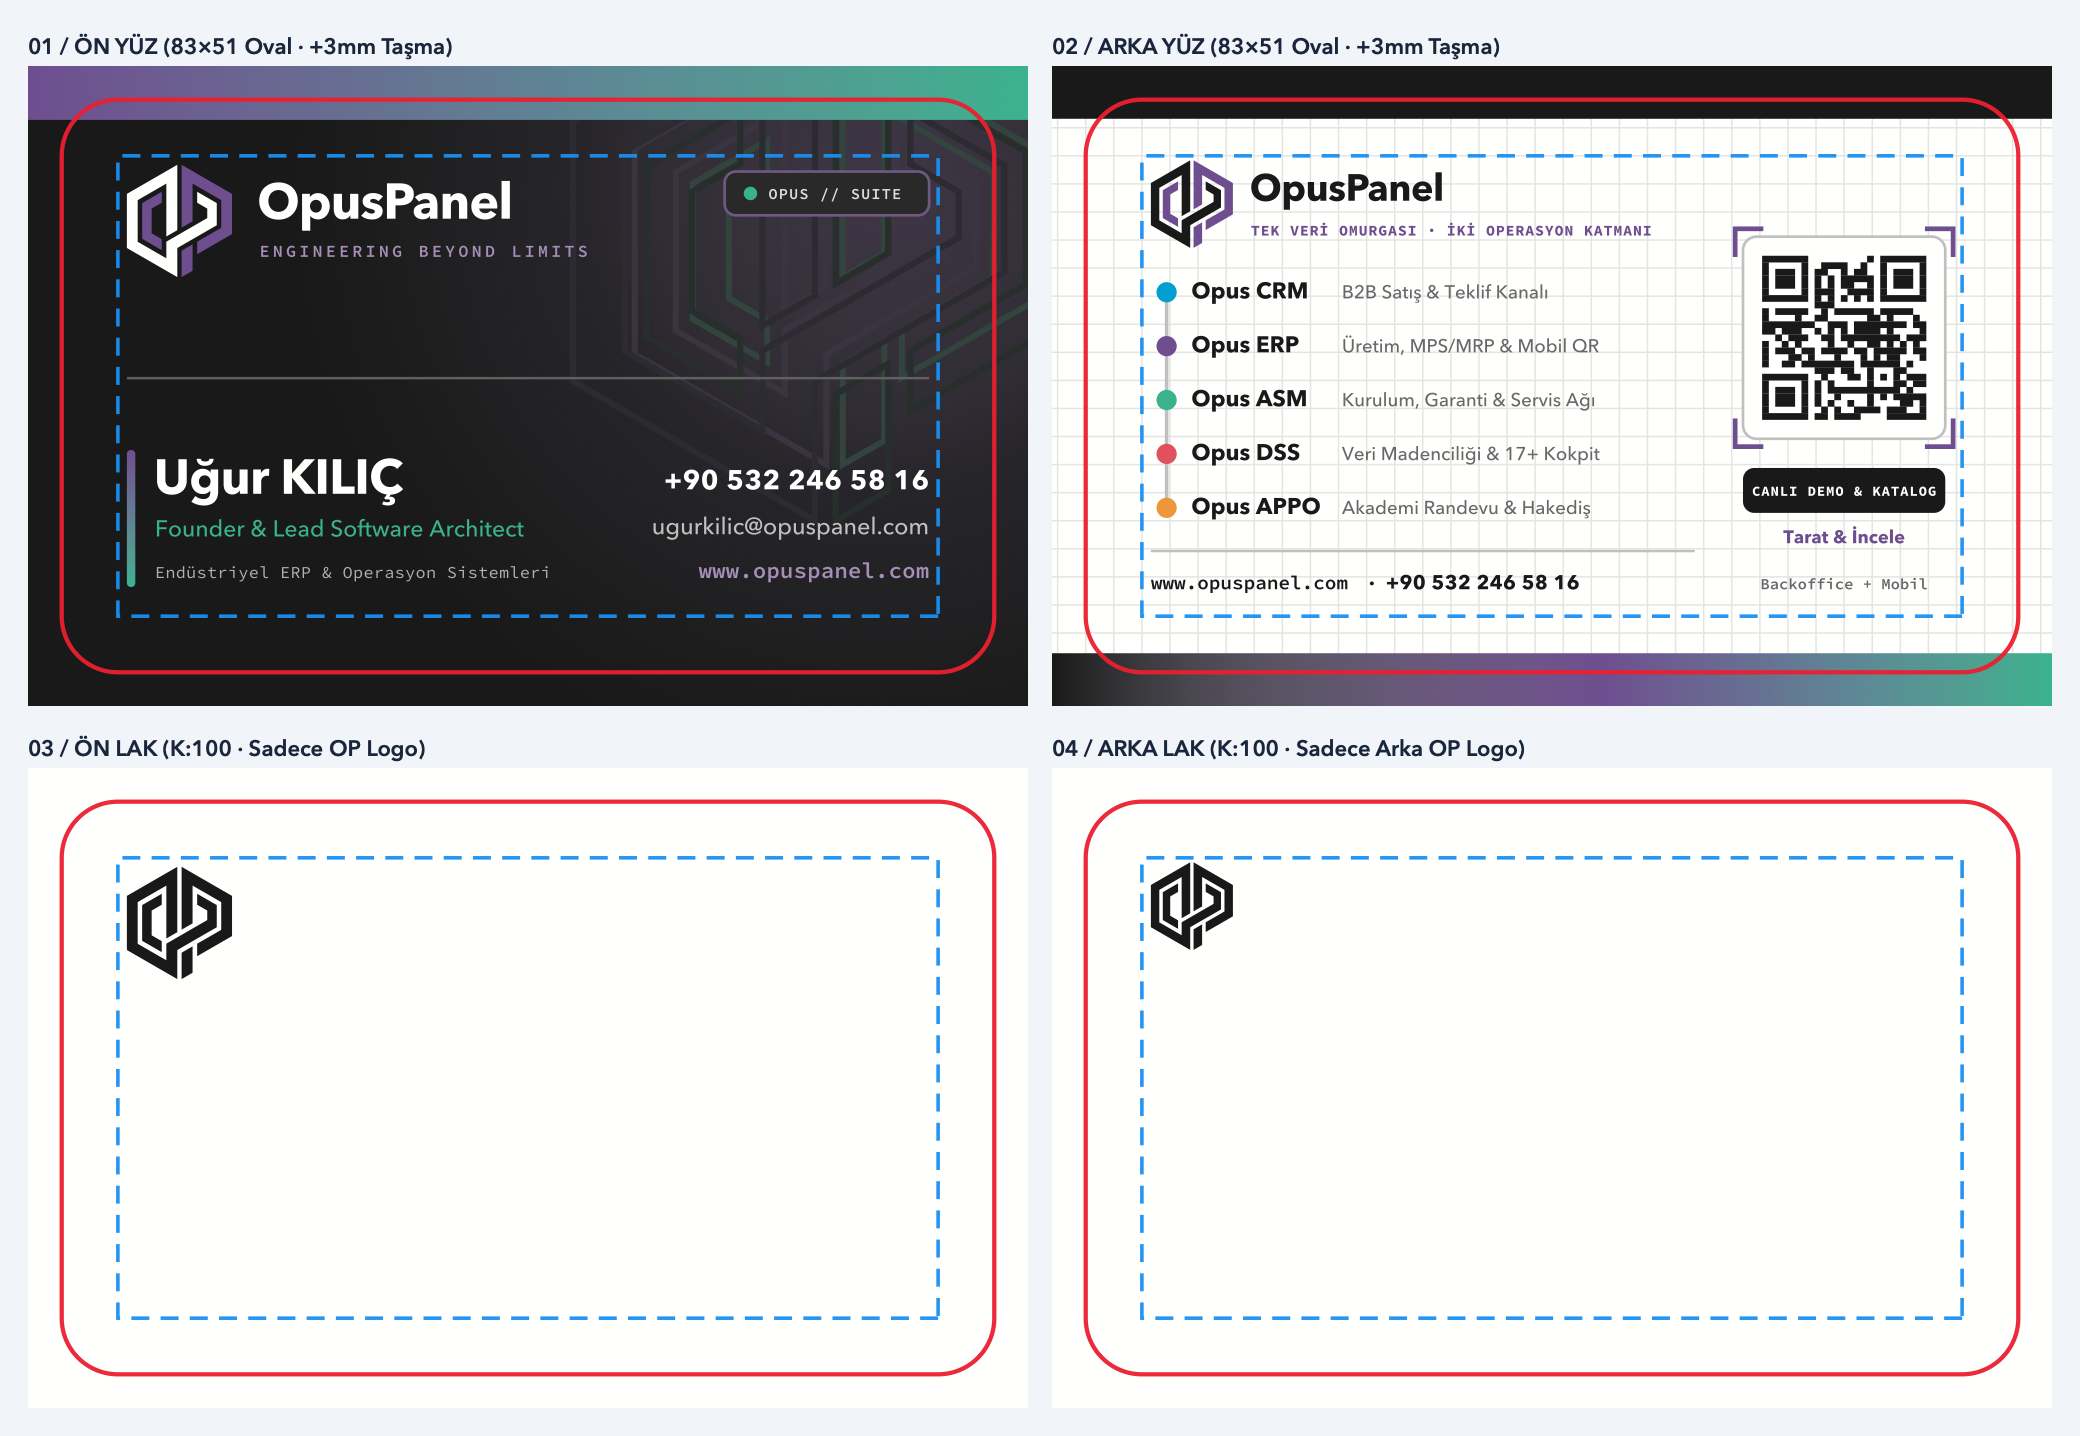 01 / ÖN YÜZ (83×51 Oval · +3mm Taşma)
OpusPanel
ENGINEERING BEYOND LIMITS
OPUS // SUITE
Uğur KILIÇ
Founder & Lead Software Architect
Endüstriyel ERP & Operasyon Sistemleri
+90 532 246 58 16
ugurkilic@opuspanel.com
www.opuspanel.com
02 / ARKA YÜZ (83×51 Oval · +3mm Taşma)
OpusPanel
TEK VERİ OMURGASI · İKİ OPERASYON KATMANI
Opus CRM B2B Satış & Teklif Kanalı
Opus ERP Üretim, MPS/MRP & Mobil QR
Opus ASM Kurulum, Garanti & Servis Ağı
Opus DSS Veri Madenciliği & 17+ Kokpit
Opus APPO Akademi Randevu & Hakediş
www.opuspanel.com · +90 532 246 58 16
CANLI DEMO & KATALOG
Tarat & İncele
Backoffice + Mobil
03 / ÖN LAK (K:100 · Sadece OP Logo)
04 / ARKA LAK (K:100 · Sadece Arka OP Logo)